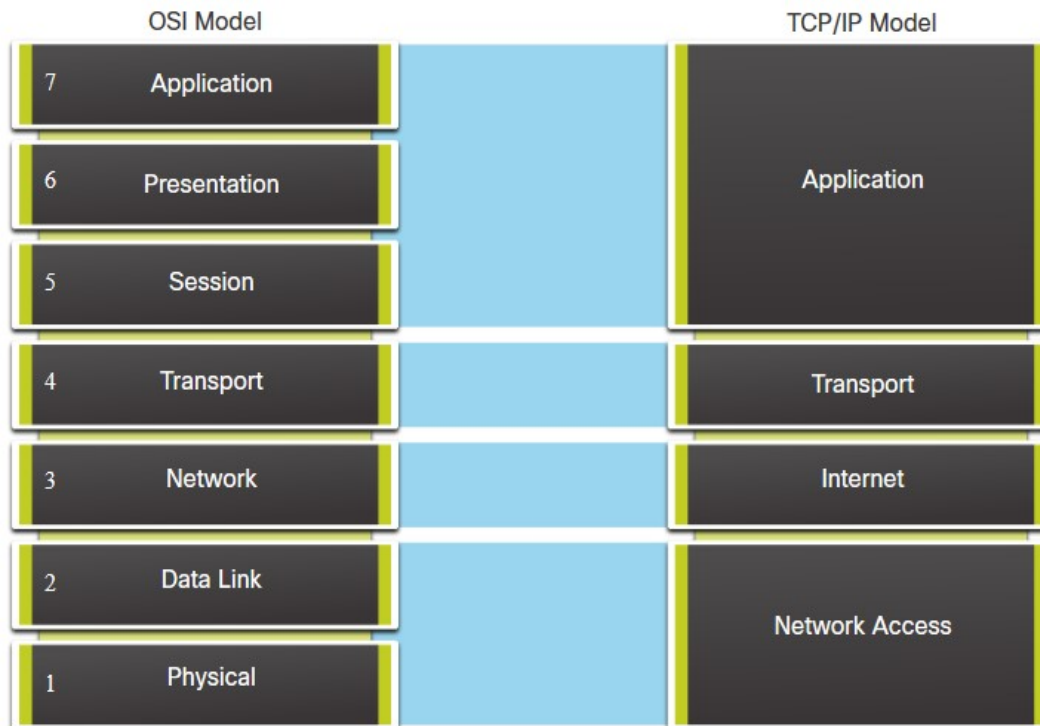 OSI Model
TCP/IP Model
7 Application
6 Presentation
5 Session
4 Transport
3 Network
2 Data Link
1 Physical
Application
Transport
Internet
Network Access